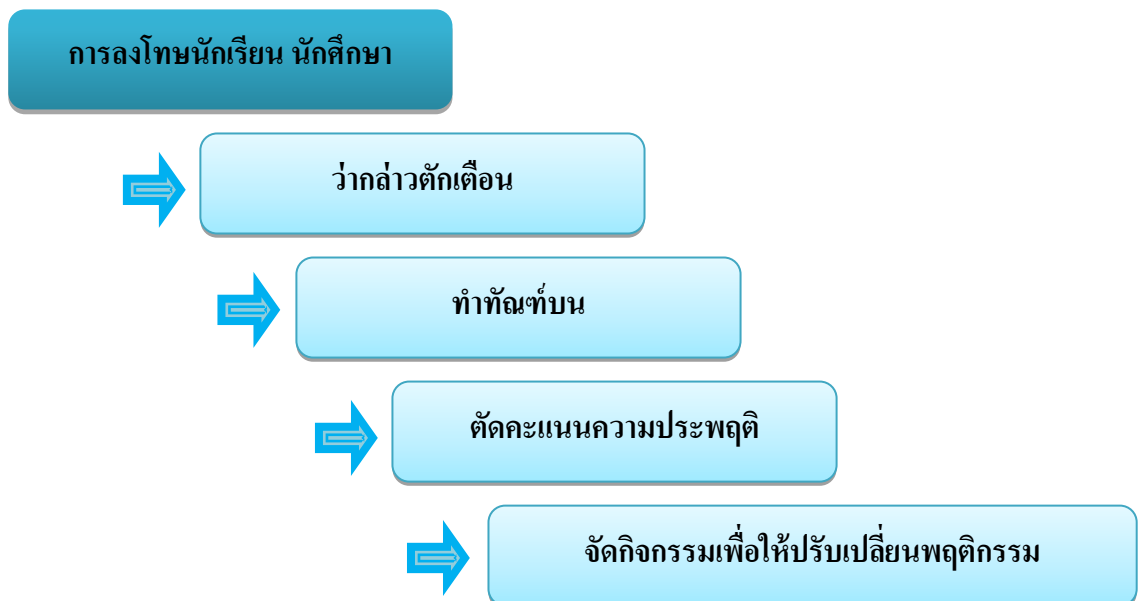 การลงโทษนักเรียน นักศึกษา
ว่ากล่าวตักเตือน
ทำทัณฑ์บน
ตัดคะแนนความประพฤติ
จัดกิจกรรมเพื่อให้ปรับเปลี่ยนพฤติกรรม